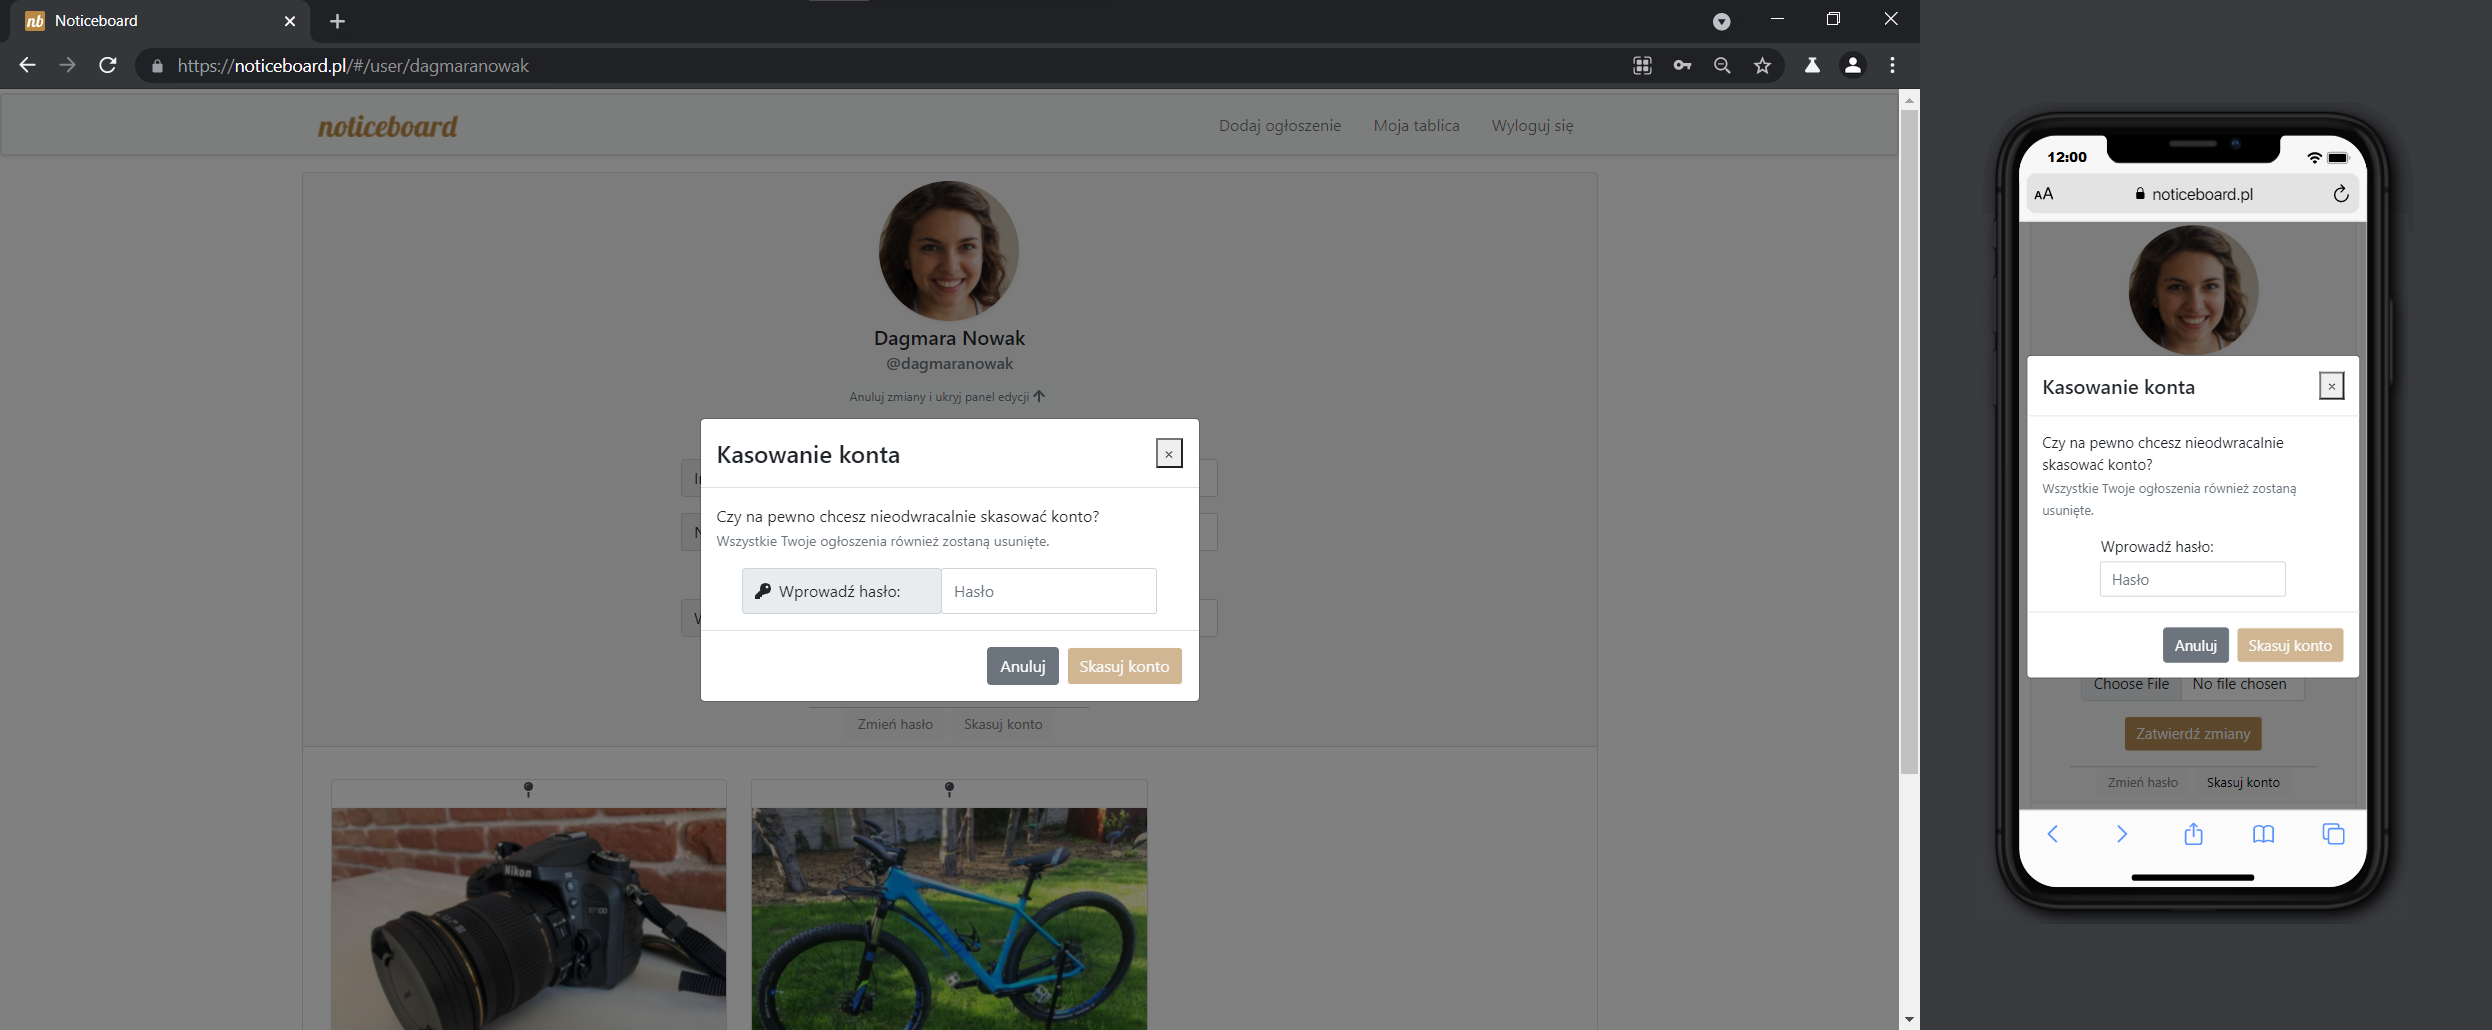 nb Noticeboard
https://noticeboard.pl/#/user/dagmaranowak
noticeboard
Dodaj ogłoszenie
Moja tablica
Wyloguj się
Dagmara Nowak
@dagmaranowak
Anuluj zmiany i ukryj panel edycji
Kasowanie konta
×
Czy na pewno chcesz nieodwracalnie skasować konto?
Wszystkie Twoje ogłoszenia również zostaną usunięte.
Wprowadź hasło:
Hasło
Anuluj
Skasuj konto
Zmień hasło
Skasuj konto
Nikon
D7100
12:00
AA
noticeboard.pl
Kasowanie konta
×
Czy na pewno chcesz nieodwracalnie
skasować konto?
Wszystkie Twoje ogłoszenia również zostaną
usunięte.
Wprowadź hasło:
Hasło
Anuluj
Skasuj konto
Choose File
No file chosen
Zatwierdź zmiany
Zmień hasło
Skasuj konto